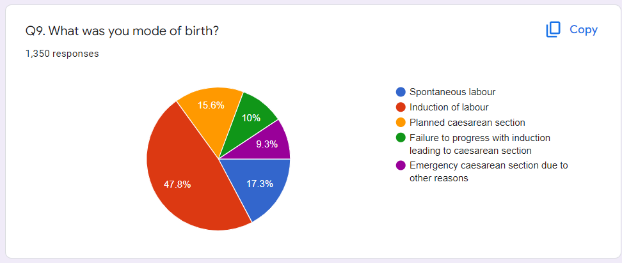 Q9. What was you mode of birth?
Copy
1,350 responses
15.6%
10%
9.3%
47.8%
17.3%
Spontaneous labour
Induction of labour
Planned caesarean section
Failure to progress with induction
leading to caesarean section
Emergency caesarean section due to
other reasons